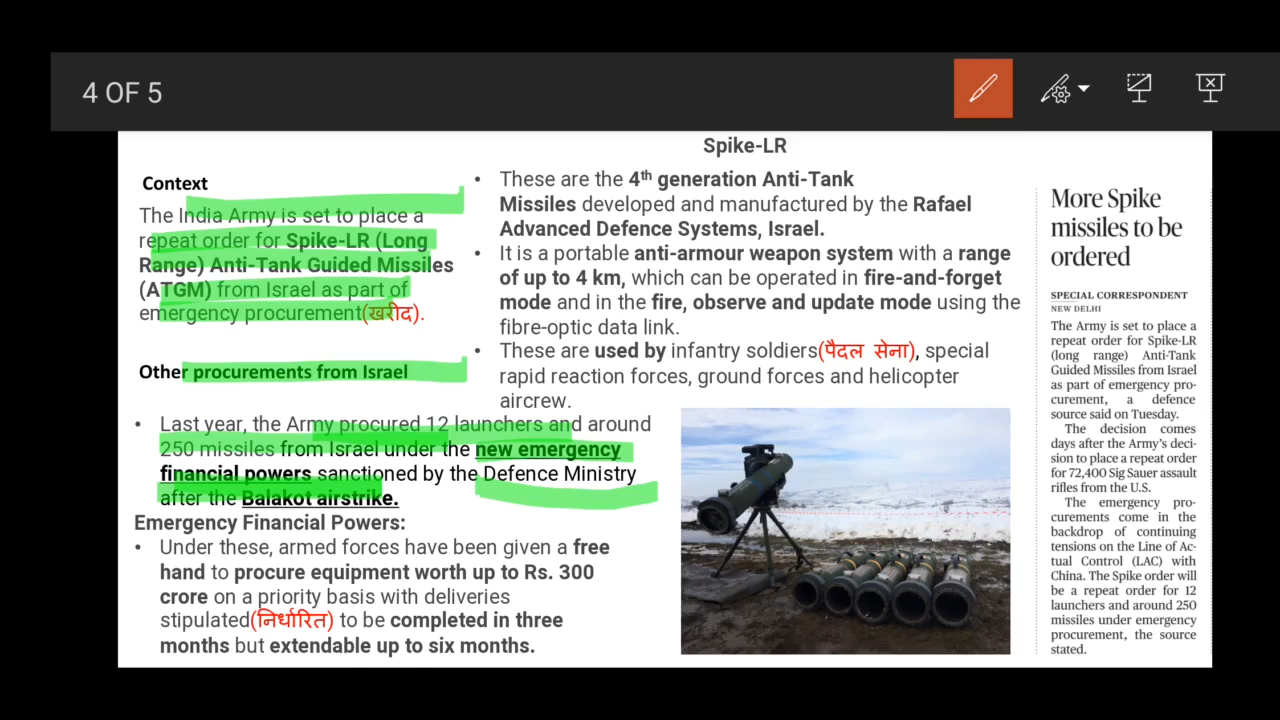 4 OF 5
Spike-LR
Context
The India Army is set to place a
repeat order for Spike-LR (Long
Range) Anti-Tank Guided Missiles
(ATGM) from Israel as part of
emergency procurement(खरीद).
Other procurements from Israel
• Last year, the Army procured 12 launchers and around
250 missiles from Israel under the new emergency
financial powers sanctioned by the Defence Ministry
after the Balakot airstrike.
Emergency Financial Powers:
• Under these, armed forces have been given a free
hand to procure equipment worth up to Rs. 300
crore on a priority basis with deliveries
stipulated(निर्धारित) to be completed in three
months but extendable up to six months.
• These are the 4th generation Anti-Tank
Missiles developed and manufactured by the Rafael
Advanced Defence Systems, Israel.
• It is a portable anti-armour weapon system with a range
of up to 4 km, which can be operated in fire-and-forget
mode and in the fire, observe and update mode using the
fibre-optic data link.
• These are used by infantry soldiers(पैदल सेना), special
rapid reaction forces, ground forces and helicopter
aircrew.
More Spike
missiles to be
ordered
SPECIAL CORRESPONDENT
NEW DELHI
The Army is set to place a
repeat order for Spike-LR
(long range) Anti-Tank
Guided Missiles from Israel
as part of emergency pro-
curement, a defence
source said on Tuesday.
The decision comes
days after the Army's deci-
sion to place a repeat order
for 72,400 Sig Sauer assault
rifles from the U.S.
The emergency pro-
curements come in the
backdrop of continuing
tensions on the Line of Ac-
tual Control (LAC) with
China. The Spike order will
be a repeat order for 12
launchers and around 250
missiles under emergency
procurement, the source
stated.